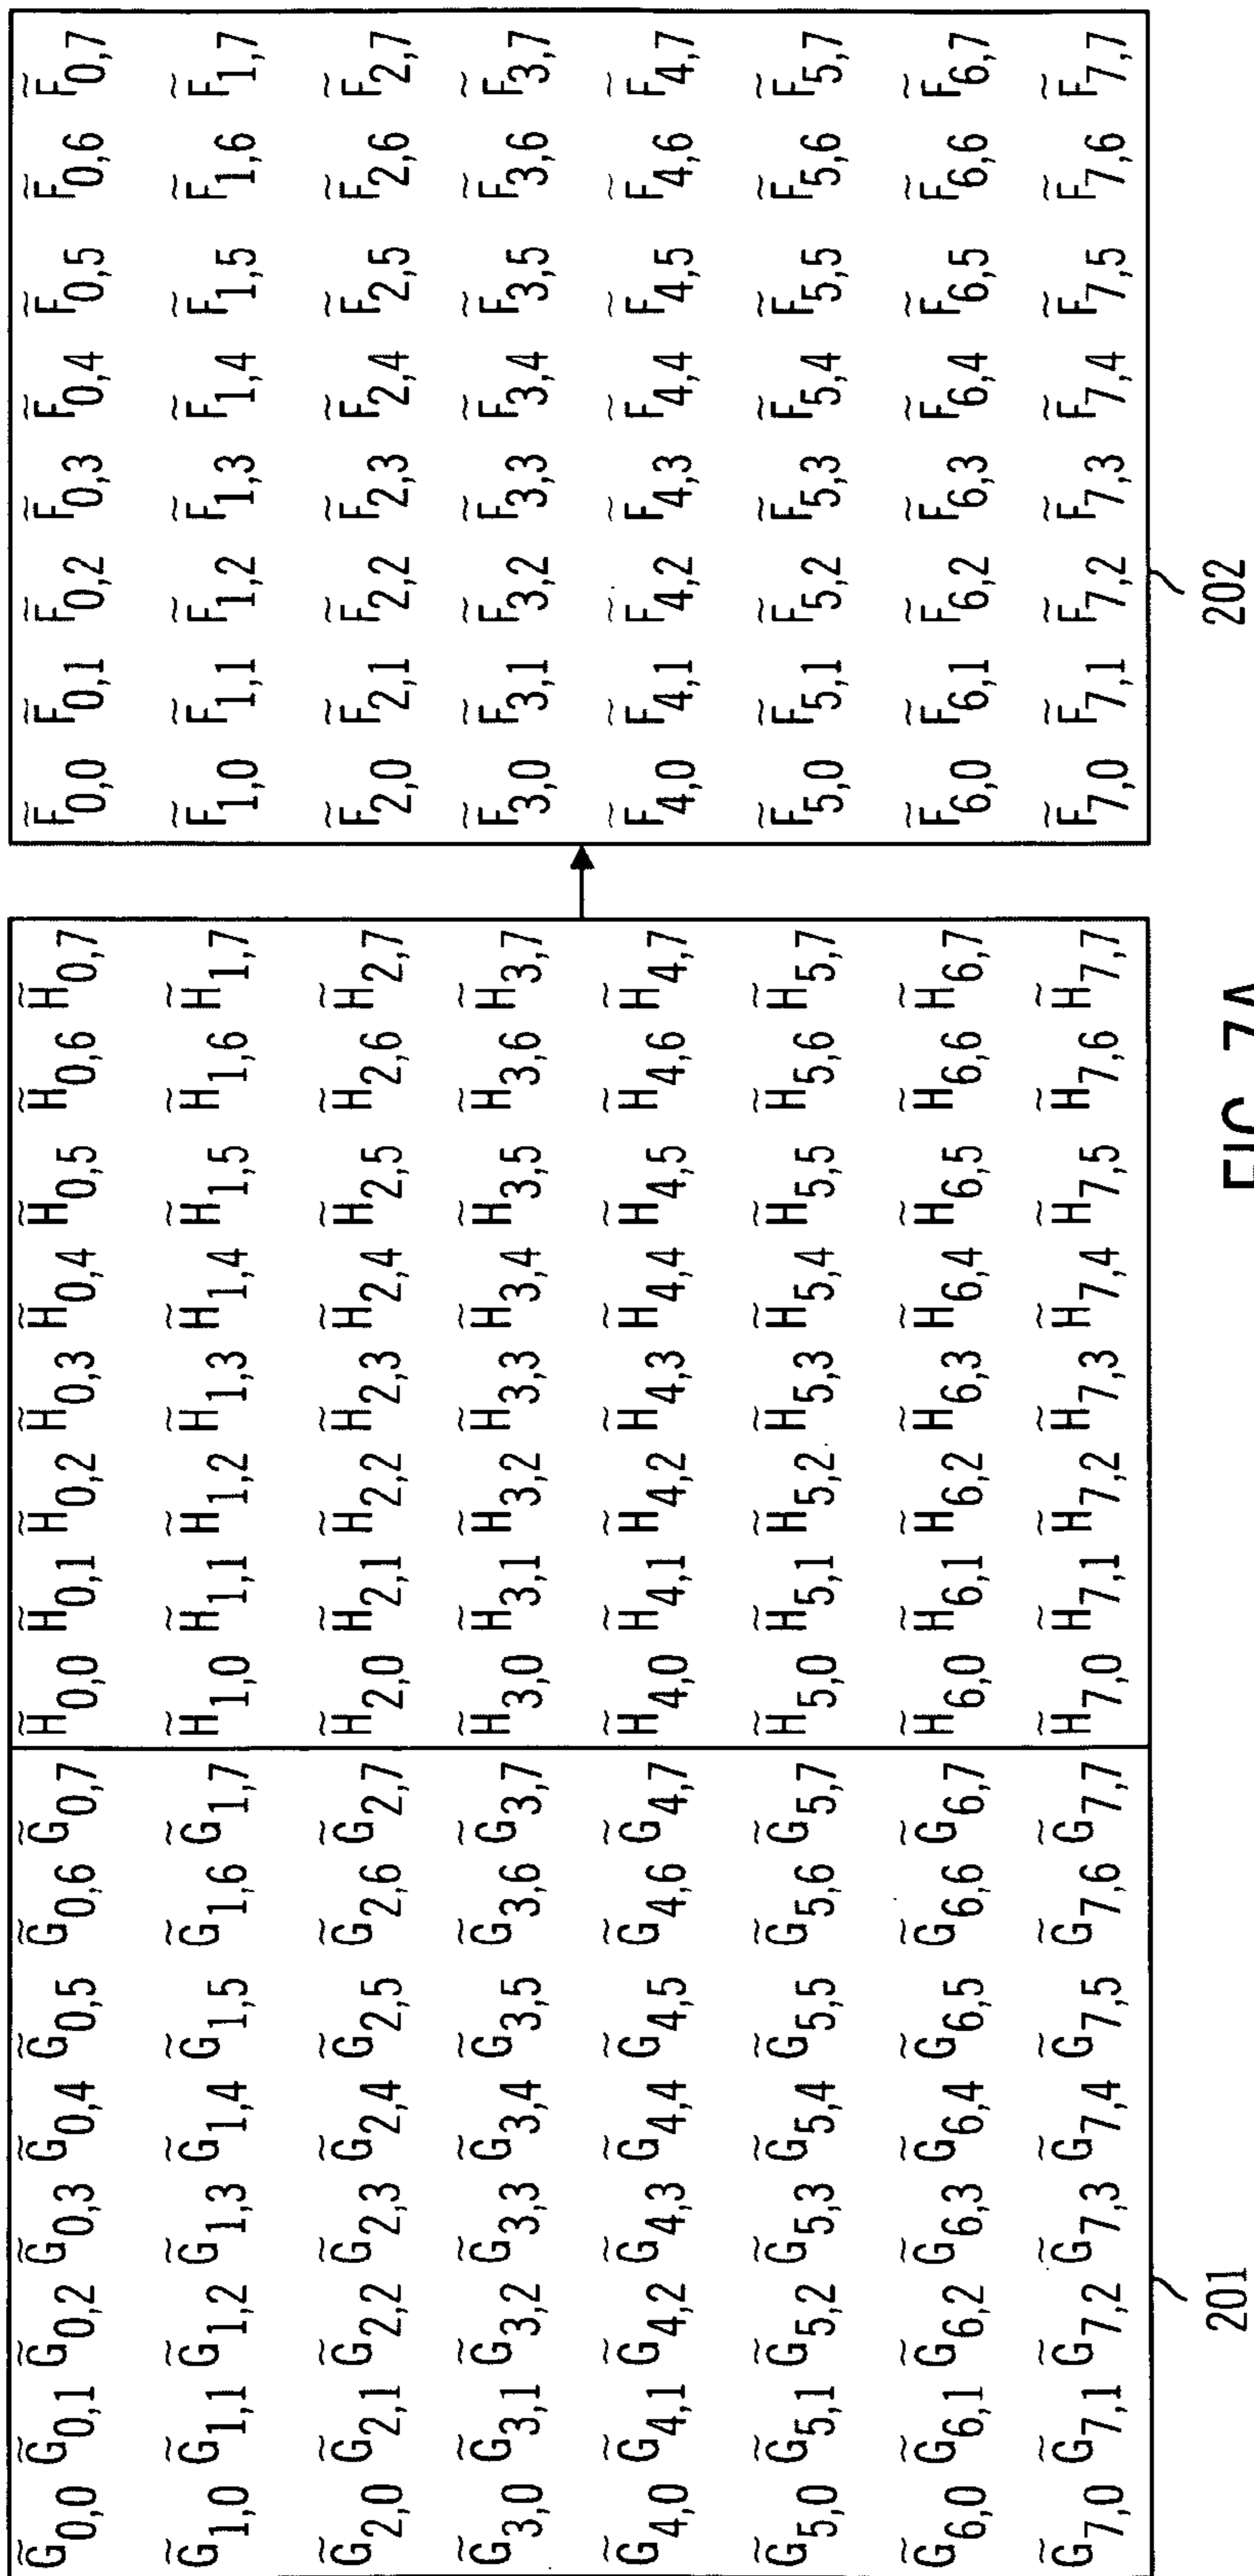 G̃0,0 G̃0,1 G̃0,2 G̃0,3 G̃0,4 G̃0,5 G̃0,6 G̃0,7 H̃0,0 H̃0,1 H̃0,2 H̃0,3 H̃0,4 H̃0,5 H̃0,6 H̃0,7 F̃0,0 F̃0,1 F̃0,2 F̃0,3 F̃0,4 F̃0,5 F̃0,6 F̃0,7
G̃1,0 G̃1,1 G̃1,2 G̃1,3 G̃1,4 G̃1,5 G̃1,6 G̃1,7 H̃1,0 H̃1,1 H̃1,2 H̃1,3 H̃1,4 H̃1,5 H̃1,6 H̃1,7 F̃1,0 F̃1,1 F̃1,2 F̃1,3 F̃1,4 F̃1,5 F̃1,6 F̃1,7
G̃2,0 G̃2,1 G̃2,2 G̃2,3 G̃2,4 G̃2,5 G̃2,6 G̃2,7 H̃2,0 H̃2,1 H̃2,2 H̃2,3 H̃2,4 H̃2,5 H̃2,6 H̃2,7 F̃2,0 F̃2,1 F̃2,2 F̃2,3 F̃2,4 F̃2,5 F̃2,6 F̃2,7
G̃3,0 G̃3,1 G̃3,2 G̃3,3 G̃3,4 G̃3,5 G̃3,6 G̃3,7 H̃3,0 H̃3,1 H̃3,2 H̃3,3 H̃3,4 H̃3,5 H̃3,6 H̃3,7 F̃3,0 F̃3,1 F̃3,2 F̃3,3 F̃3,4 F̃3,5 F̃3,6 F̃3,7
G̃4,0 G̃4,1 G̃4,2 G̃4,3 G̃4,4 G̃4,5 G̃4,6 G̃4,7 H̃4,0 H̃4,1 H̃4,2 H̃4,3 H̃4,4 H̃4,5 H̃4,6 H̃4,7 F̃4,0 F̃4,1 F̃4,2 F̃4,3 F̃4,4 F̃4,5 F̃4,6 F̃4,7
G̃5,0 G̃5,1 G̃5,2 G̃5,3 G̃5,4 G̃5,5 G̃5,6 G̃5,7 H̃5,0 H̃5,1 H̃5,2 H̃5,3 H̃5,4 H̃5,5 H̃5,6 H̃5,7 F̃5,0 F̃5,1 F̃5,2 F̃5,3 F̃5,4 F̃5,5 F̃5,6 F̃5,7
G̃6,0 G̃6,1 G̃6,2 G̃6,3 G̃6,4 G̃6,5 G̃6,6 G̃6,7 H̃6,0 H̃6,1 H̃6,2 H̃6,3 H̃6,4 H̃6,5 H̃6,6 H̃6,7 F̃6,0 F̃6,1 F̃6,2 F̃6,3 F̃6,4 F̃6,5 F̃6,6 F̃6,7
G̃7,0 G̃7,1 G̃7,2 G̃7,3 G̃7,4 G̃7,5 G̃7,6 G̃7,7 H̃7,0 H̃7,1 H̃7,2 H̃7,3 H̃7,4 H̃7,5 H̃7,6 H̃7,7 F̃7,0 F̃7,1 F̃7,2 F̃7,3 F̃7,4 F̃7,5 F̃7,6 F̃7,7
201 202
FIG. 7A